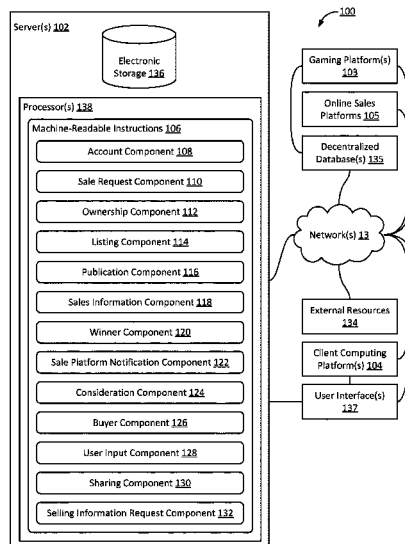 Server(s) 102
Electronic
Storage 136
Processor(s) 138
Machine-Readable Instructions 106
Account Component 108
Sale Request Component 110
Ownership Component 112
Listing Component 114
Publication Component 116
Sales Information Component 118
Winner Component 120
Sale Platform Notification Component 122
Consideration Component 124
Buyer Component 126
User Input Component 128
Sharing Component 130
Selling Information Request Component 132
100
Gaming Platform(s)
103
Online Sales
Platforms 105
Decentralized
Database(s) 135
Network(s) 13
External Resources
134
Client Computing
Platform(s) 104
User Interface(s)
137